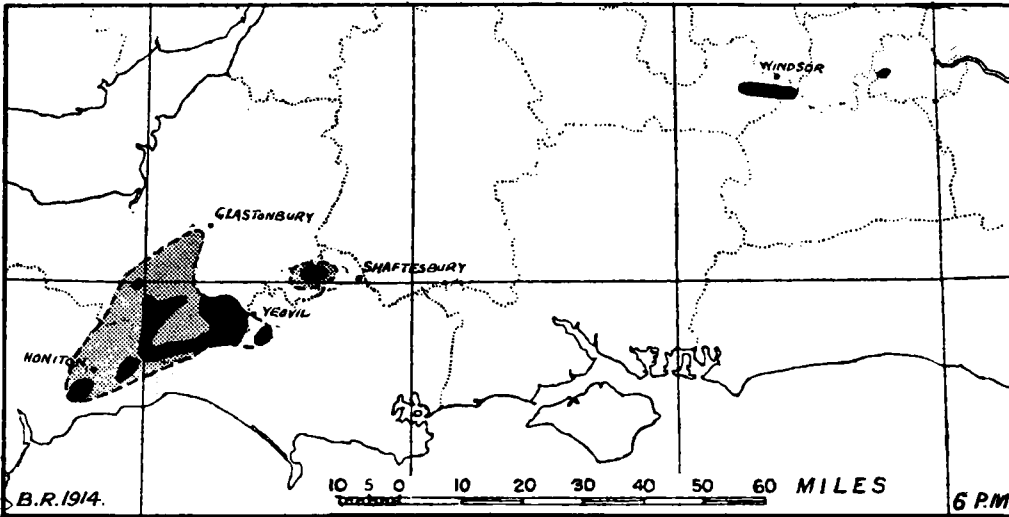 WINDSOR
GLASTONBURY
SHAFTESBURY
YEOVIL
HONITON
10 5 0 10 20 30 40 50 60 MILES
B.R. 1914.
6 P.M